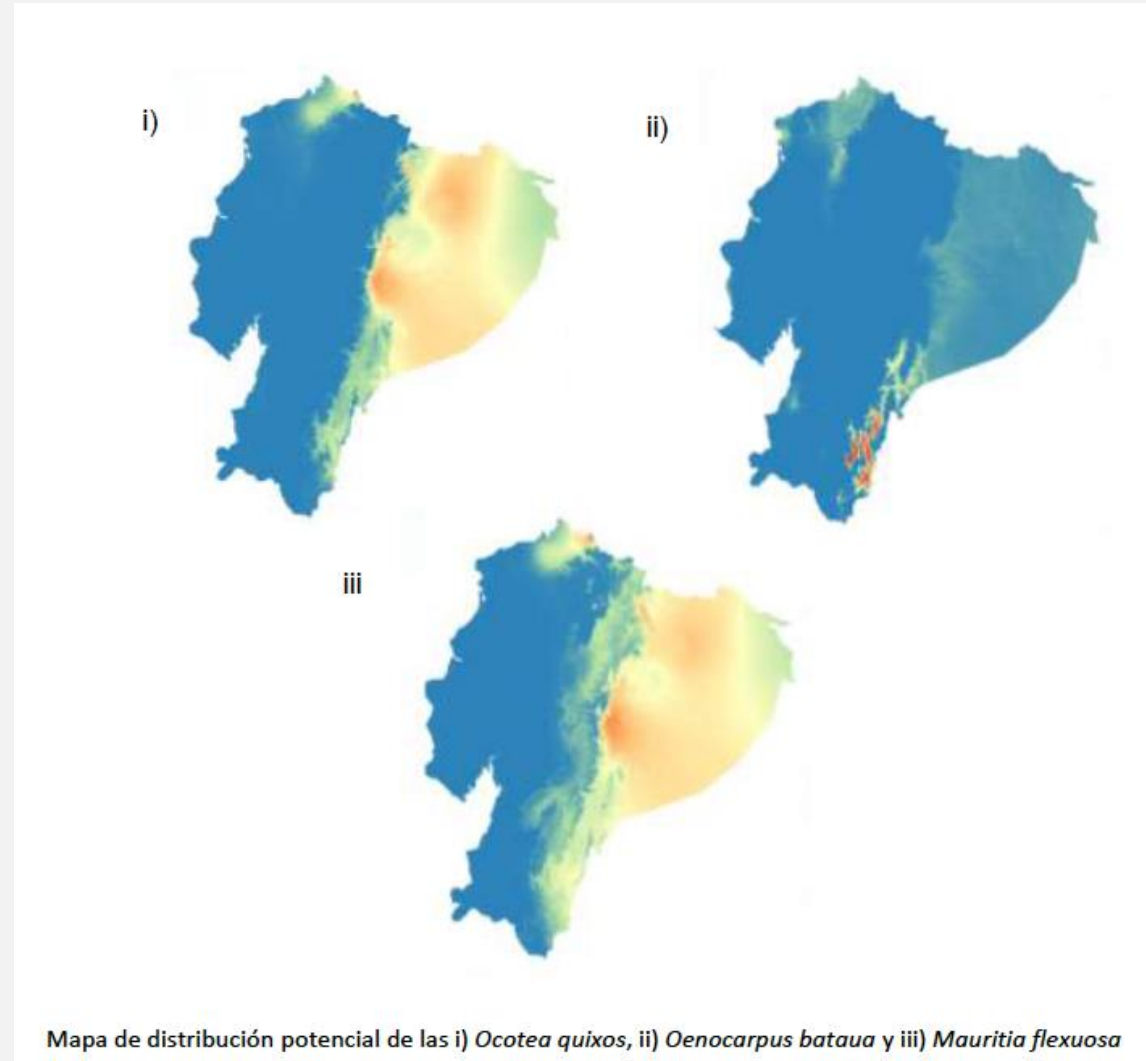 i)
ii)
iii
Mapa de distribución potencial de las i) Ocotea quixos, ii) Oenocarpus bataua y iii) Mauritia flexuosa